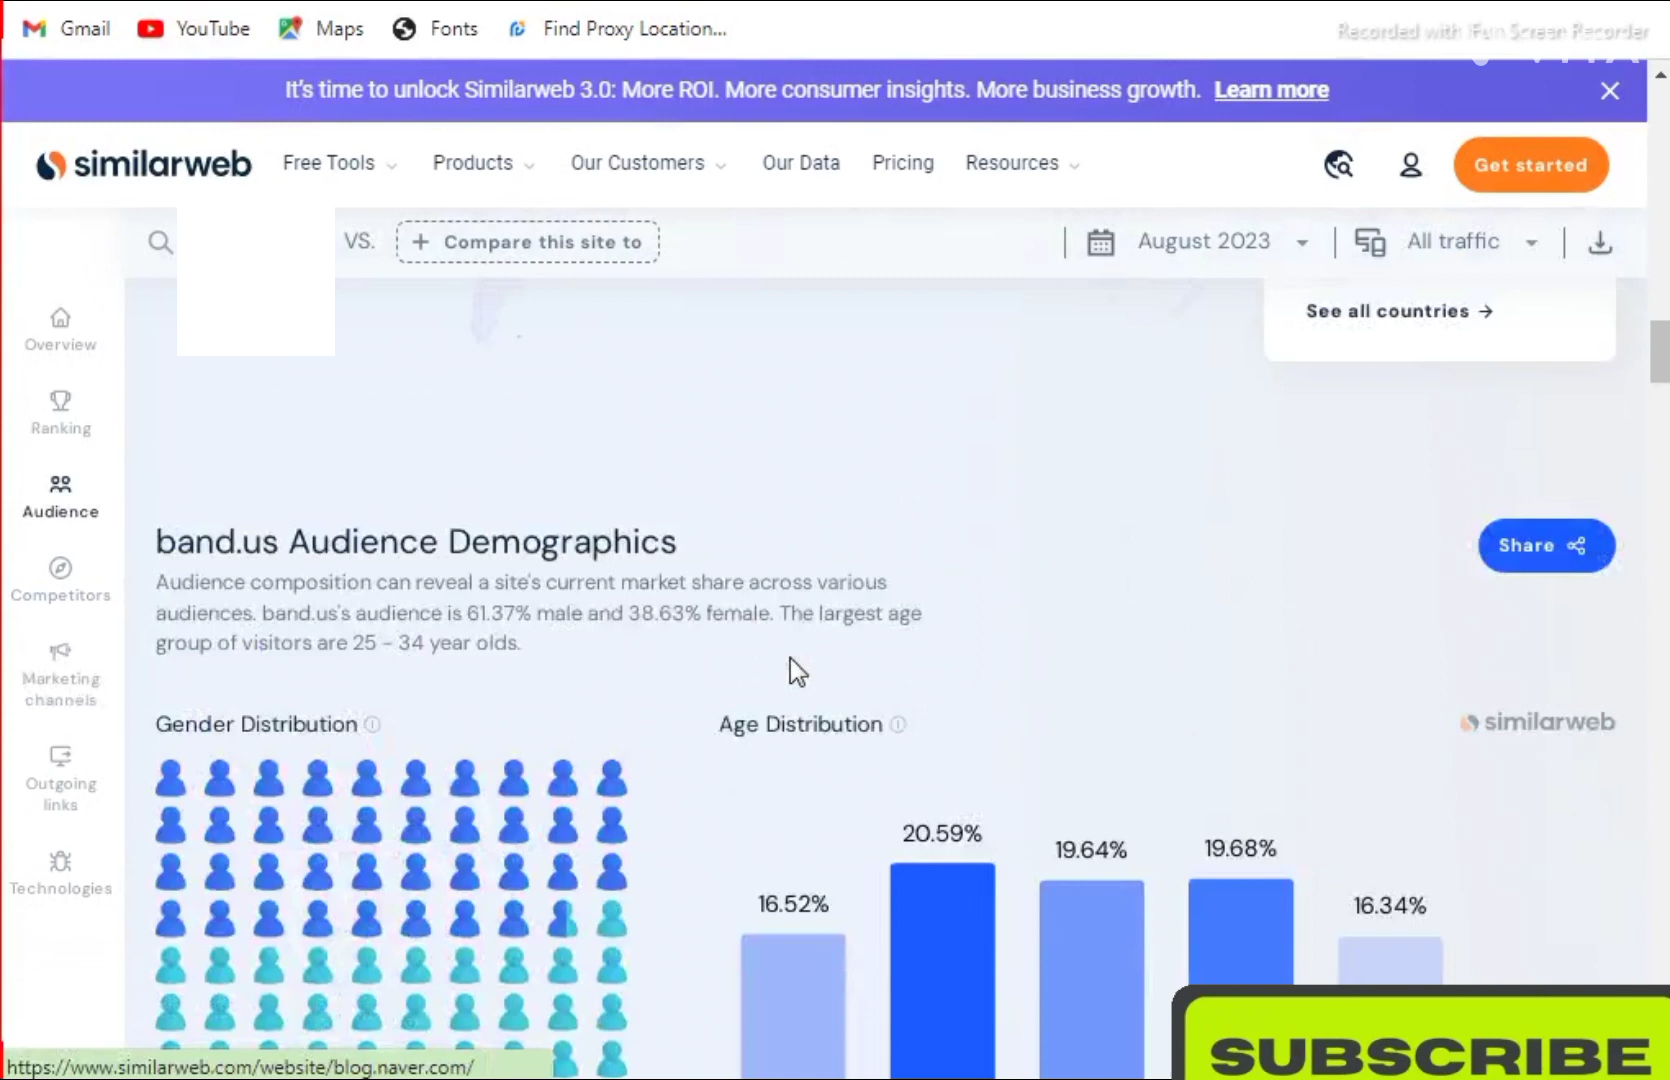 Gmail YouTube Maps Fonts Find Proxy Location...
Recorded with iFun Screen Recorder
It's time to unlock Similarweb 3.0: More ROI. More consumer insights. More business growth. Learn more
similarweb Free Tools Products Our Customers Our Data Pricing Resources Get started
VS. + Compare this site to August 2023 All traffic
See all countries →
Overview
Ranking
Audience
Competitors
Marketing
channels
Outgoing
links
Technologies
band.us Audience Demographics
Share
Audience composition can reveal a site's current market share across various
audiences. band.us's audience is 61.37% male and 38.63% female. The largest age
group of visitors are 25 - 34 year olds.
Gender Distribution
Age Distribution
similarweb
16.52%
20.59%
19.64%
19.68%
16.34%
https://www.similarweb.com/website/blog.naver.com/
SUBSCRIBE